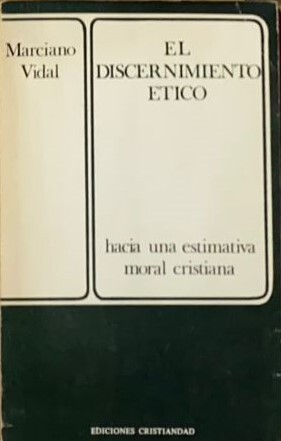 Marciano
Vidal
EL
DISCERNIMIENTO
ETICO
hacia una estimativa
moral cristiana
EDICIONES CRISTIANDAD